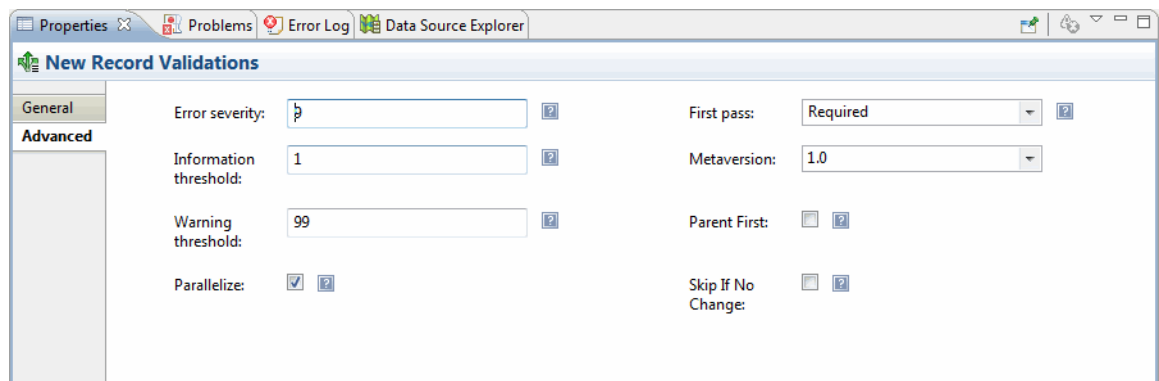 Properties Problems Error Log Data Source Explorer
New Record Validations
General
Advanced
Error severity: First pass: Required
Information threshold: 1 Metaversion: 1.0
Warning threshold: 99 Parent First:
Parallelize: Skip If No Change: